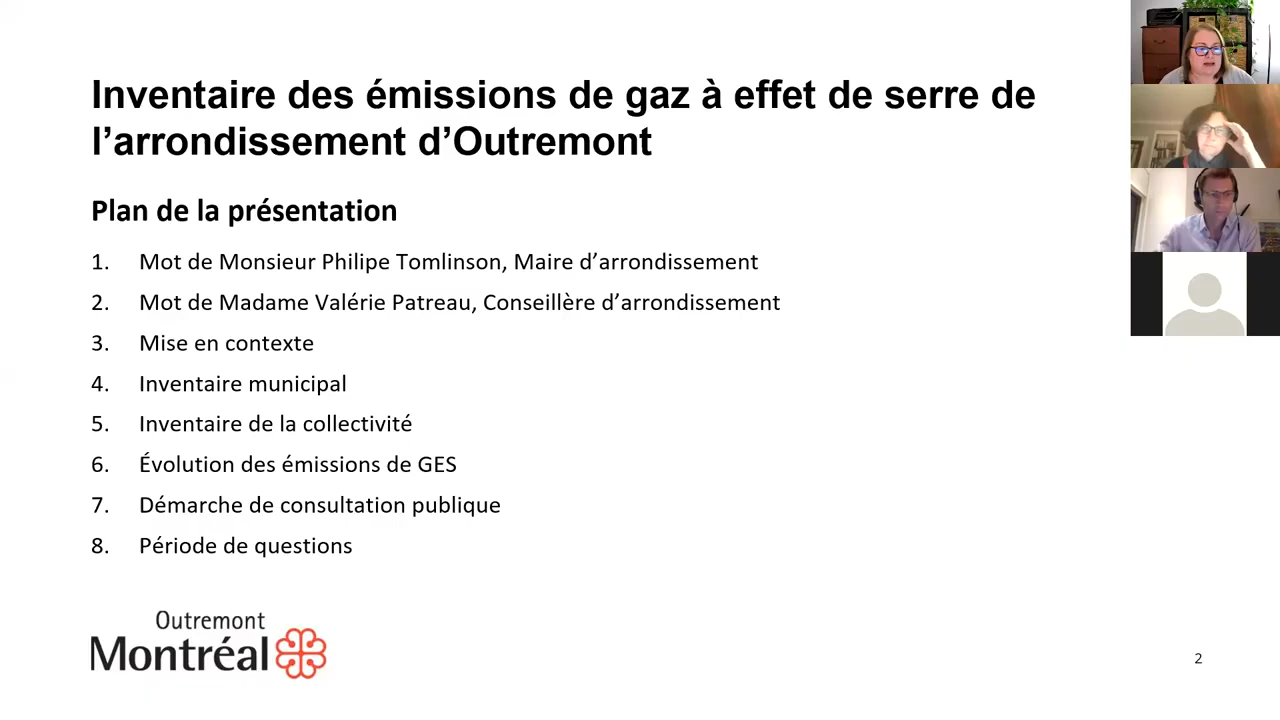 Inventaire des émissions de gaz à effet de serre de
l’arrondissement d’Outremont
Plan de la présentation
1. Mot de Monsieur Philipe Tomlinson, Maire d’arrondissement
2. Mot de Madame Valérie Patreau, Conseillère d’arrondissement
3. Mise en contexte
4. Inventaire municipal
5. Inventaire de la collectivité
6. Évolution des émissions de GES
7. Démarche de consultation publique
8. Période de questions
Outremont
Montréal
2